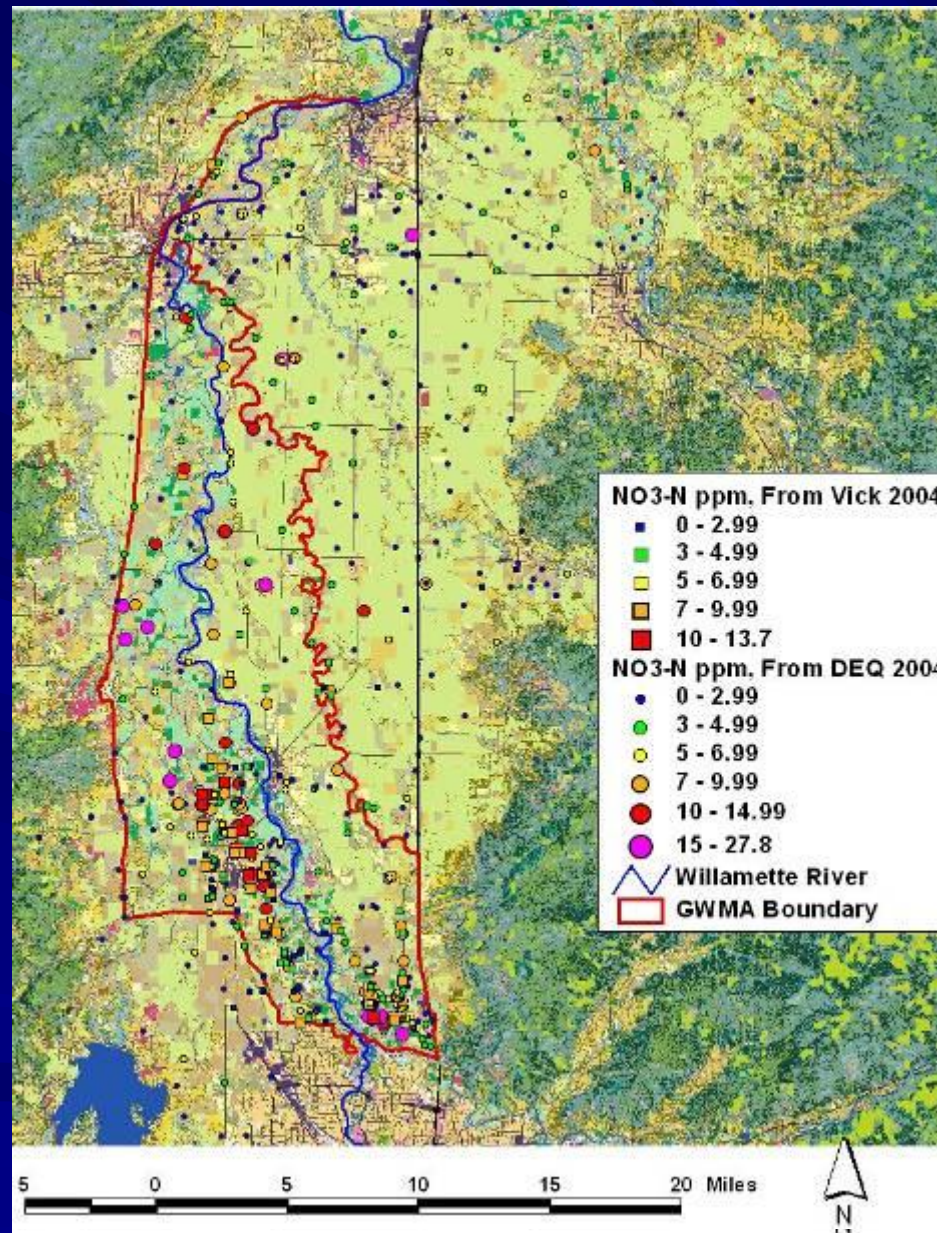 NO3-N ppm. From Vick 2004
0 - 2.99
3 - 4.99
5 - 6.99
7 - 9.99
10 - 13.7
NO3-N ppm. From DEQ 2004
0 - 2.99
3 - 4.99
5 - 6.99
7 - 9.99
10 - 14.99
15 - 27.8
Willamette River
GWMA Boundary
5 0 5 10 15 20 Miles
N